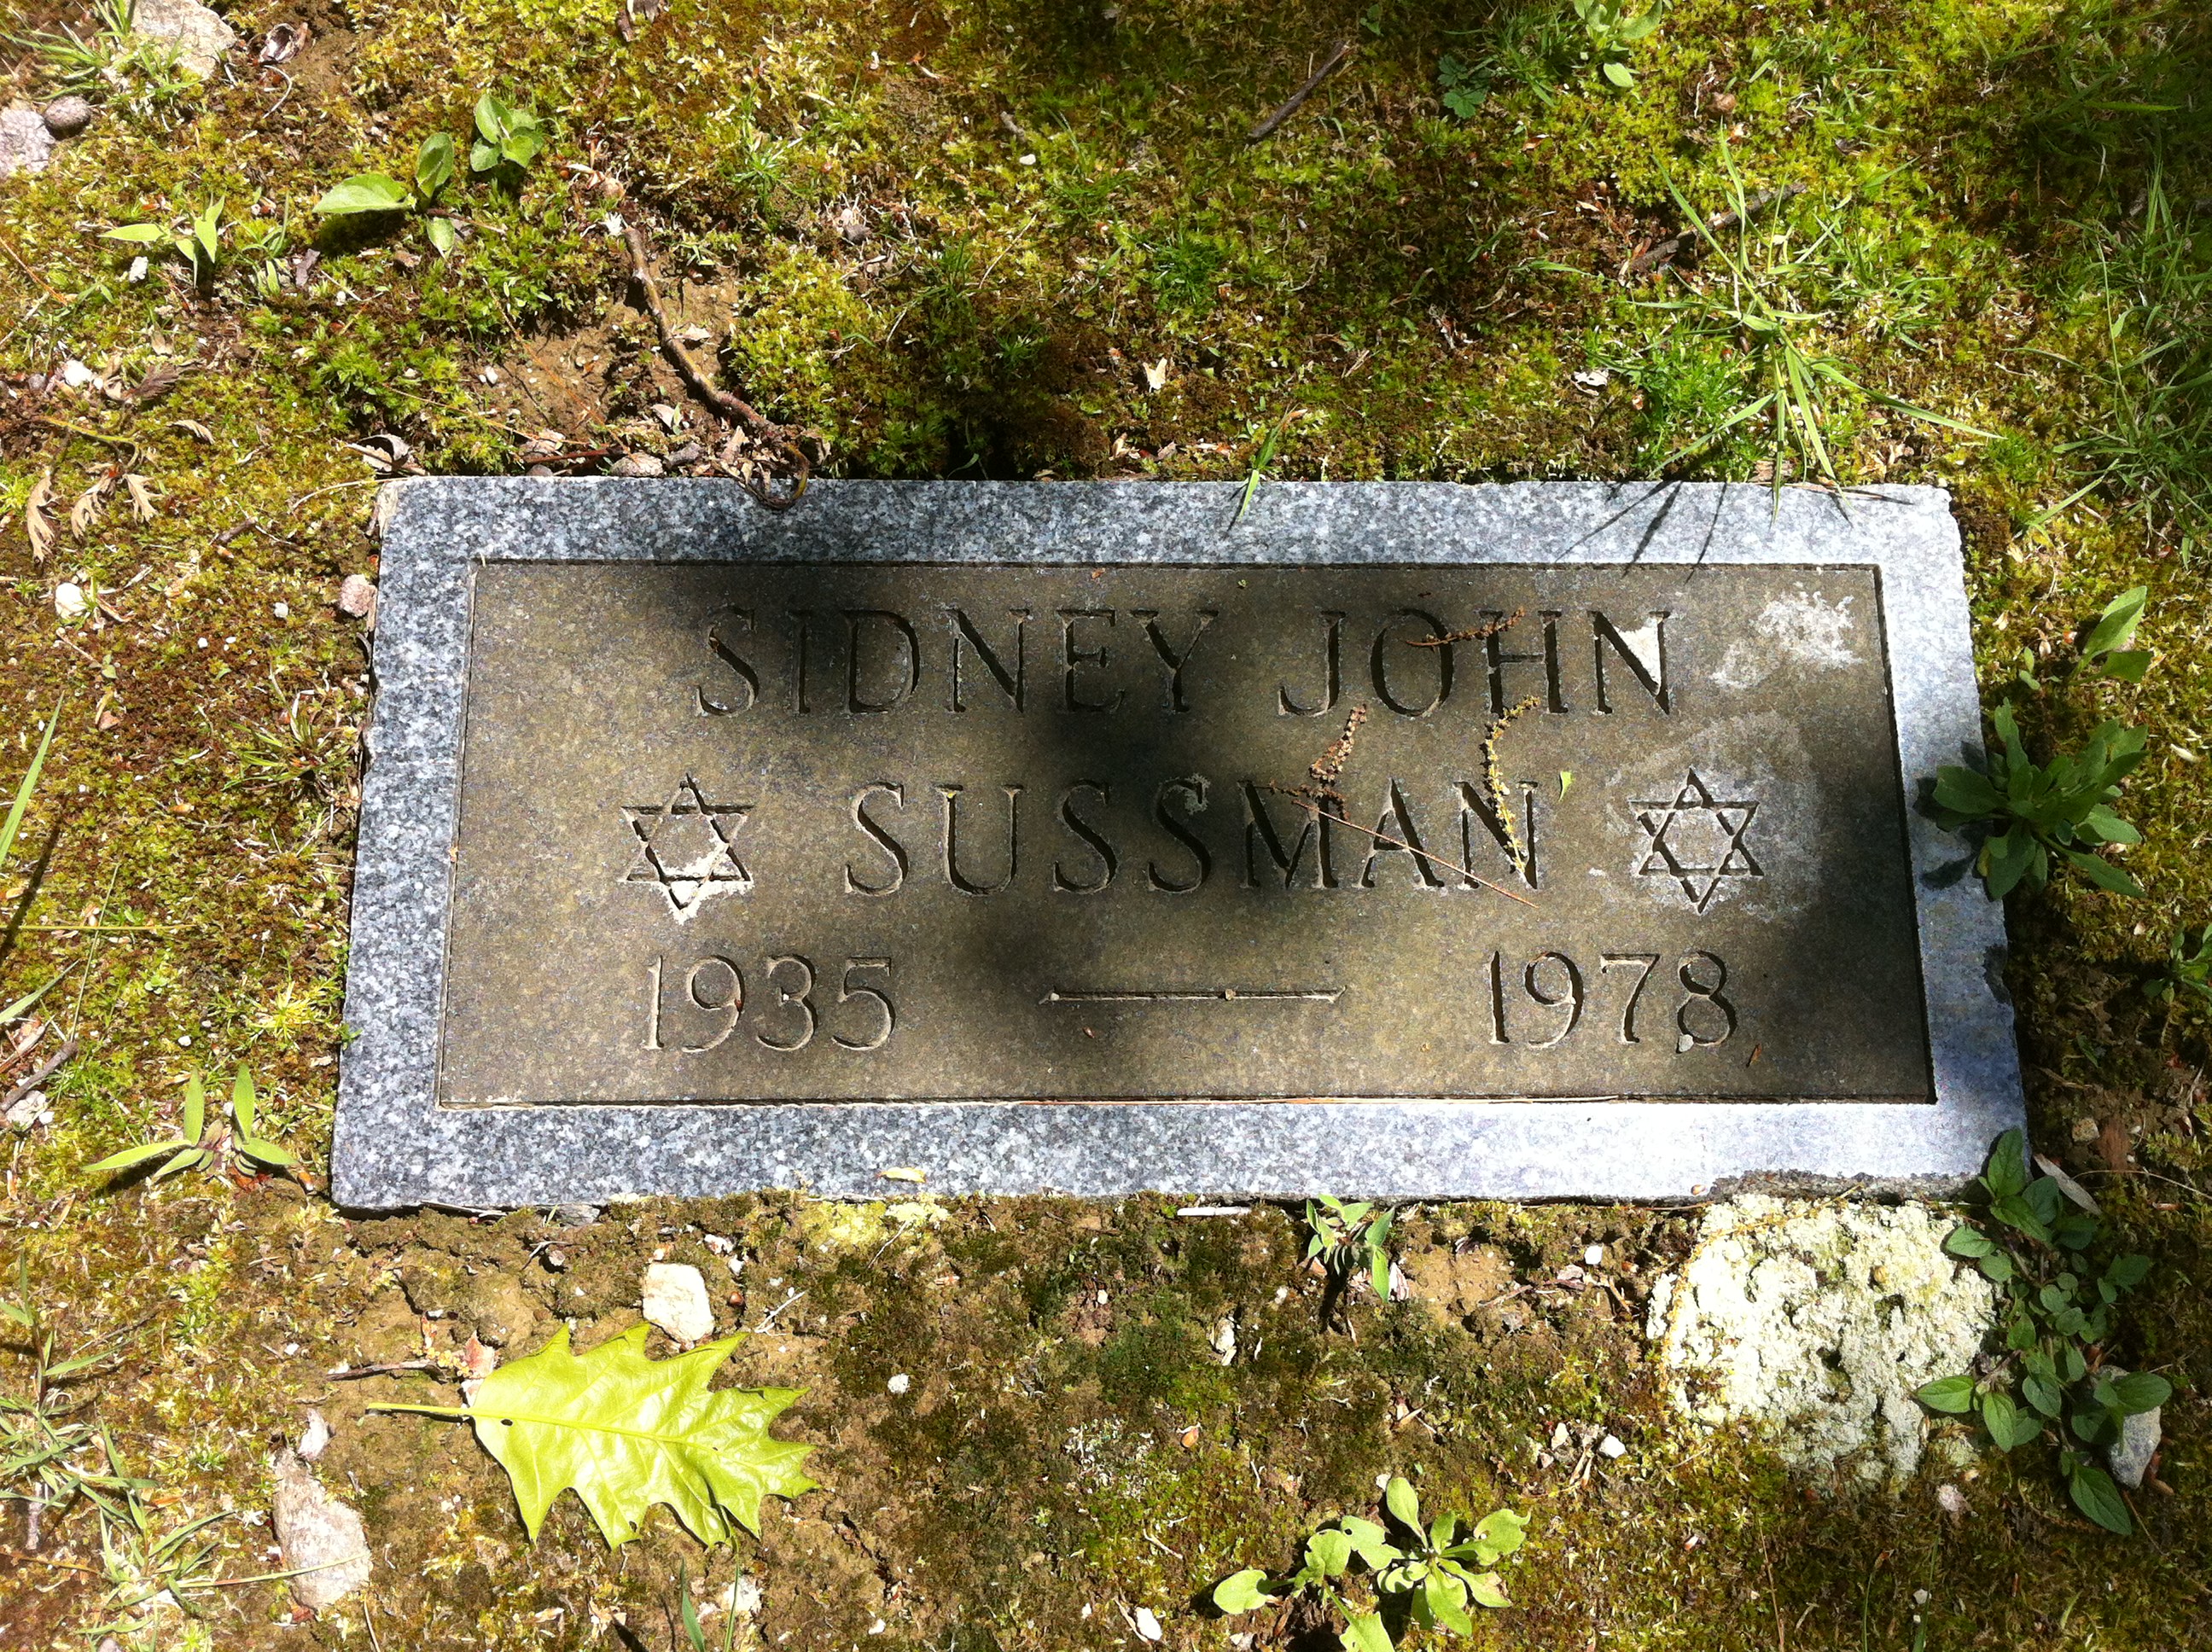 SIDNEY JOHN
✡ SUSSMAN ✡
1935 — 1978